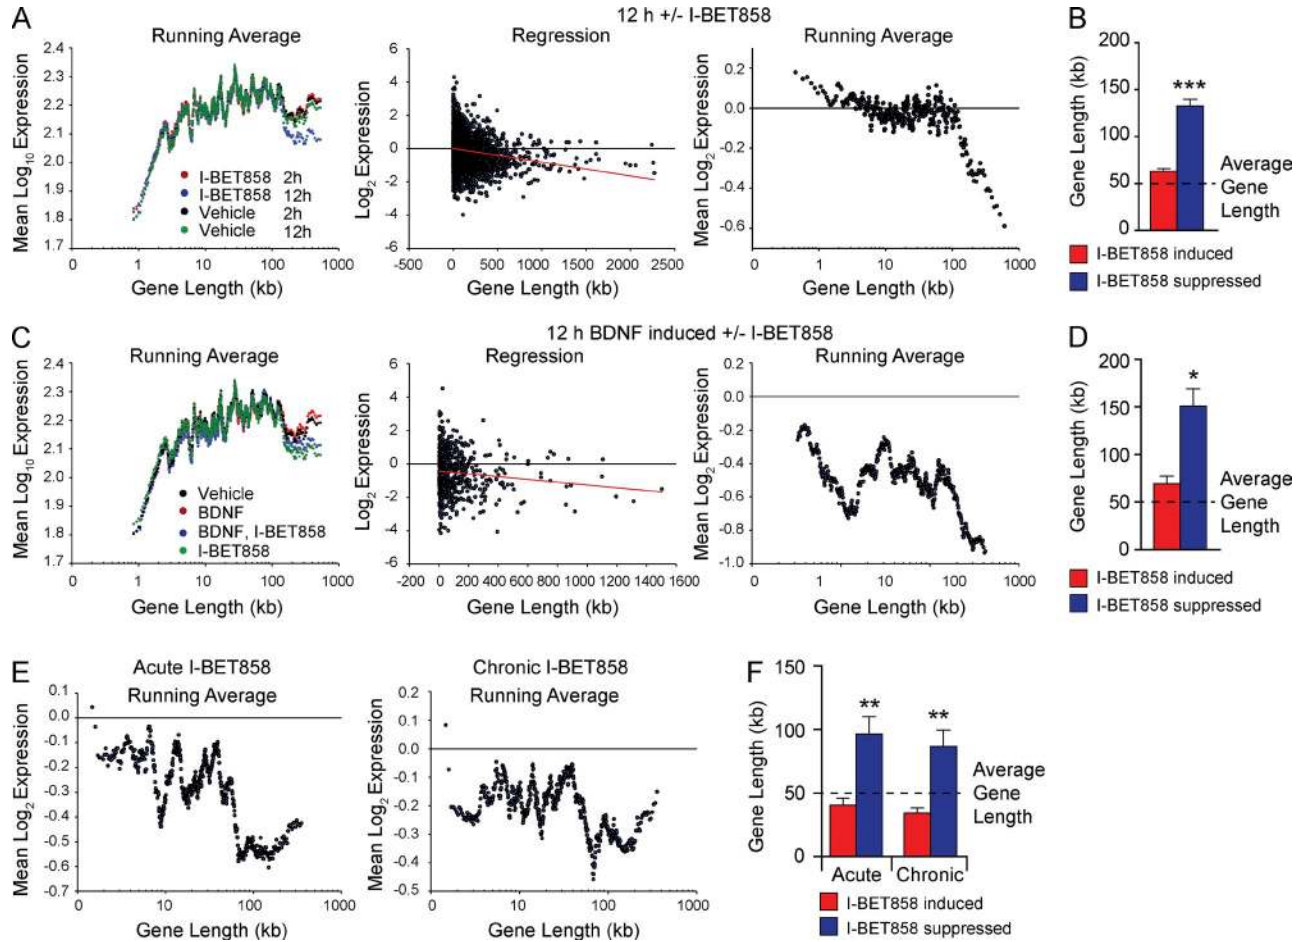 A
12 h +/- I-BET858
Running Average
Mean Log10 Expression
2.4
2.3
2.2
2.1
2.0
1.9
1.8
1.7
I-BET858 2h
I-BET858 12h
Vehicle 2h
Vehicle 12h
0 1 10 100 1000
Gene Length (kb)
Regression
Log2 Expression
6
4
2
0
-2
-4
-6
-500 0 500 1000 1500 2000 2500
Gene Length (kb)
Running Average
Mean Log2 Expression
0.2
0.0
-0.2
-0.4
-0.6
0 1 10 100 1000
Gene Length (kb)
B
Gene Length (kb)
200
150
100
50
0
***
Average
Gene
Length
I-BET858 induced
I-BET858 suppressed
C
12 h BDNF induced +/- I-BET858
Running Average
Mean Log10 Expression
2.4
2.3
2.2
2.1
2.0
1.9
1.8
1.7
Vehicle
BDNF
BDNF, I-BET858
I-BET858
0 1 10 100 1000
Gene Length (kb)
Regression
Log2 Expression
6
4
2
0
-2
-4
-6
-200 0 200 400 600 800 1000 1200 1400 1600
Gene Length (kb)
Running Average
Mean Log2 Expression
0.2
-0.0
-0.2
-0.4
-0.6
-0.8
-1.0
0 1 10 100 1000
Gene Length (kb)
D
Gene Length (kb)
200
150
100
50
0
*
Average
Gene
Length
I-BET858 induced
I-BET858 suppressed
E
Acute I-BET858
Running Average
Mean Log2 Expression
0.1
0.0
-0.1
-0.2
-0.3
-0.4
-0.5
-0.6
-0.7
0 10 100 1000
Gene Length (kb)
Chronic I-BET858
Running Average
Mean Log2 Expression
0.2
0.1
0.0
-0.1
-0.2
-0.3
-0.4
-0.5
0 10 100 1000
Gene Length (kb)
F
Gene Length (kb)
150
100
50
0
**
**
Average
Gene
Length
Acute Chronic
I-BET858 induced
I-BET858 suppressed